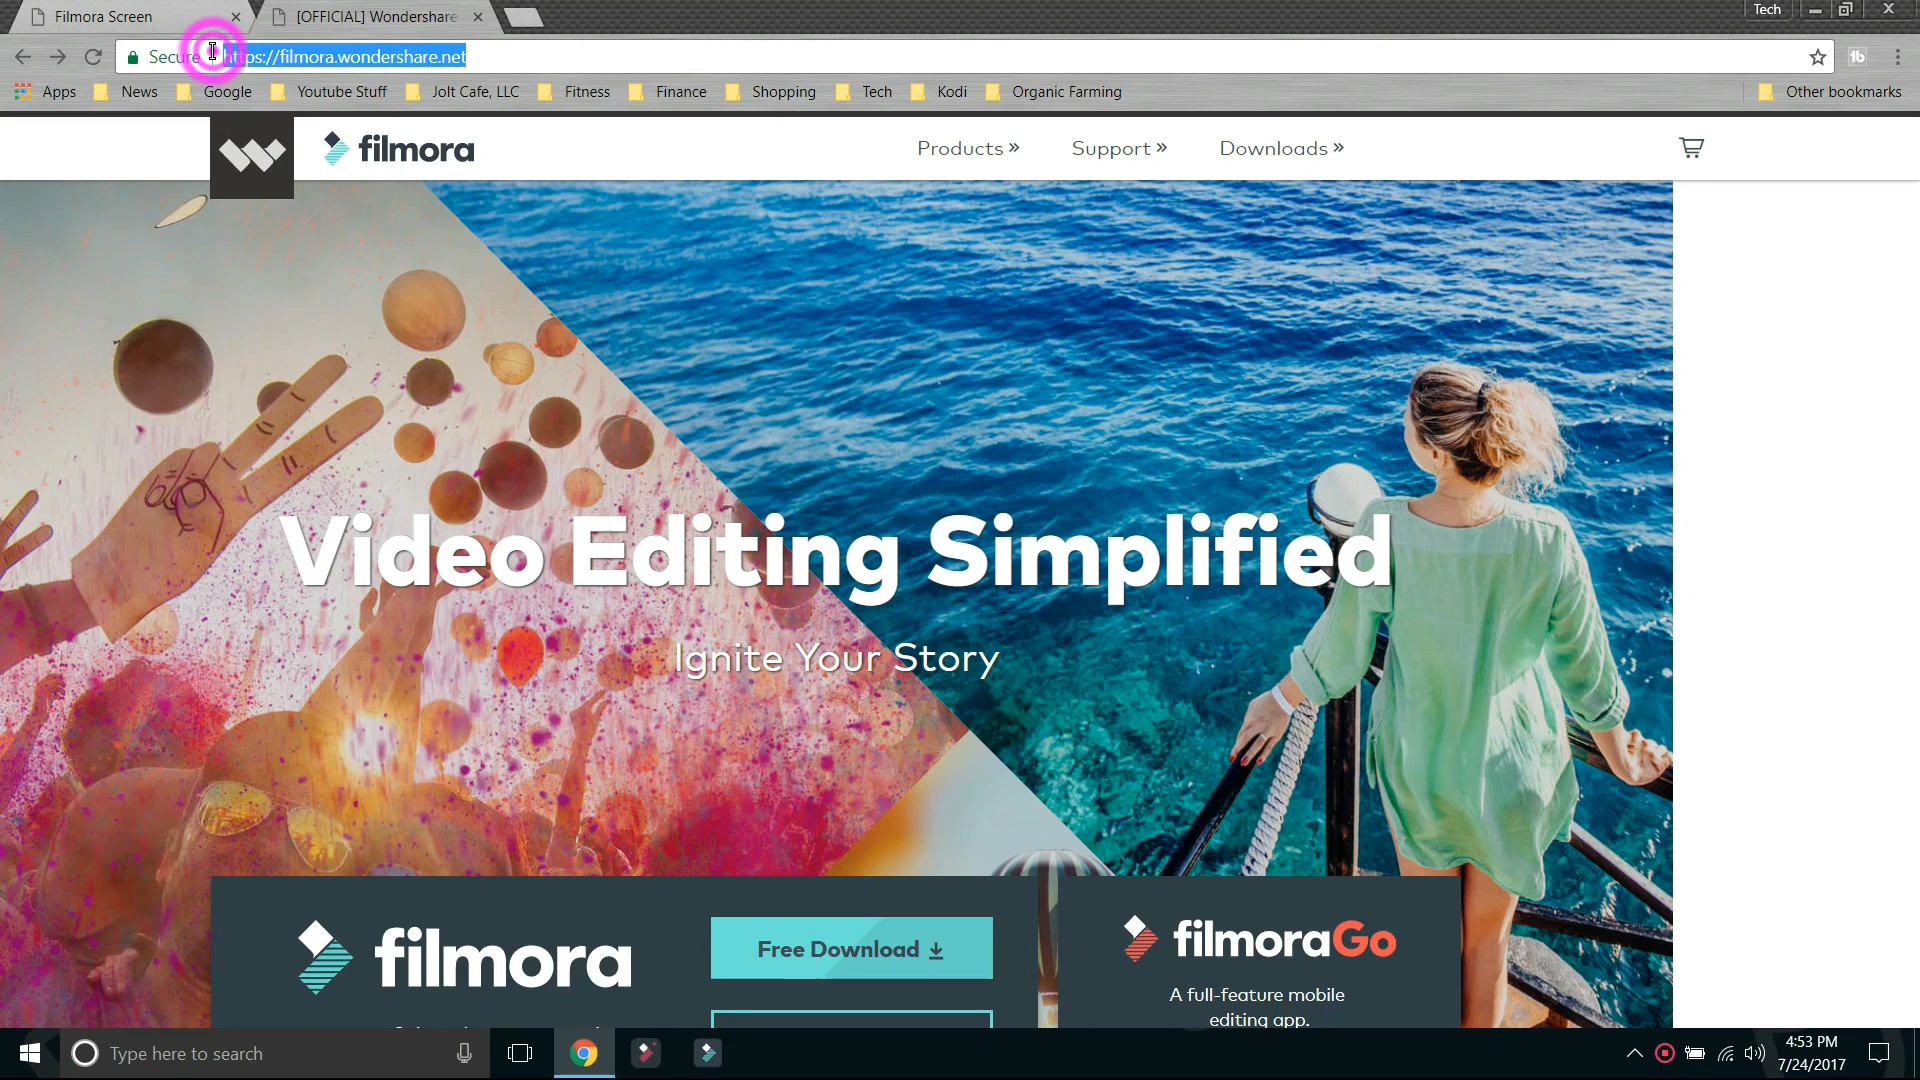 Filmora Screen
[OFFICIAL] Wondershare
Tech
Secure
https://filmora.wondershare.net
Apps News Google Youtube Stuff Jolt Cafe, LLC Fitness Finance Shopping Tech Kodi Organic Farming Other bookmarks
filmora
Products » Support » Downloads »
Video Editing Simplified
Ignite Your Story
filmora
Free Download
filmoraGo
A full-feature mobile
editing app.
Type here to search
4:53 PM
7/24/2017